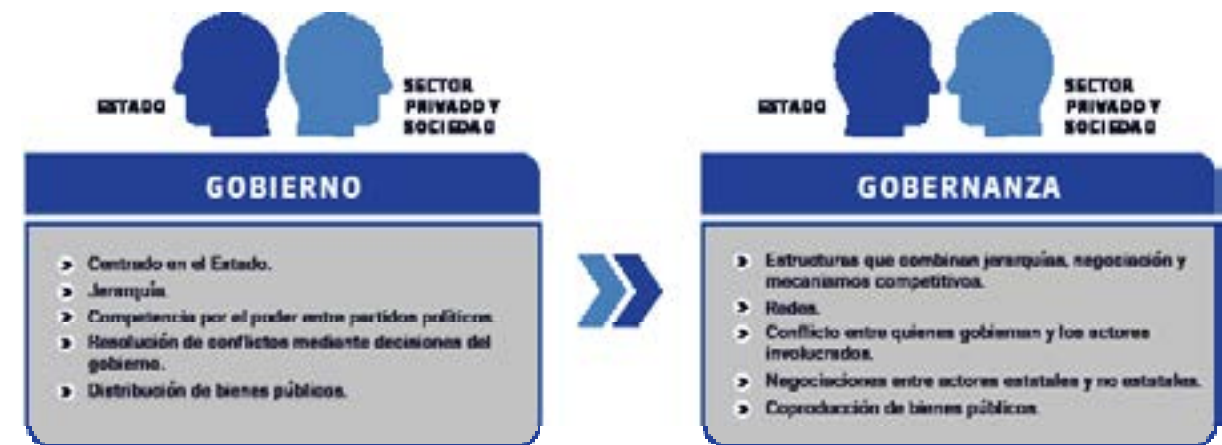 ESTADO
SECTOR
PRIVADO Y
SOCIEDAD
GOBIERNO
Centrado en el Estado.
Jerarquía.
Competencia por el poder entre partidos políticos.
Resolución de conflictos mediante decisiones del
gobierno.
Distribución de bienes públicos.
ESTADO
SECTOR
PRIVADO Y
SOCIEDAD
GOBERNANZA
Estructuras que combinan jerarquías, negociación y
mecanismos competitivos.
Redes.
Conflicto entre quienes gobiernan y los actores
involucrados.
Negociaciones entre actores estatales y no estatales.
Coproducción de bienes públicos.